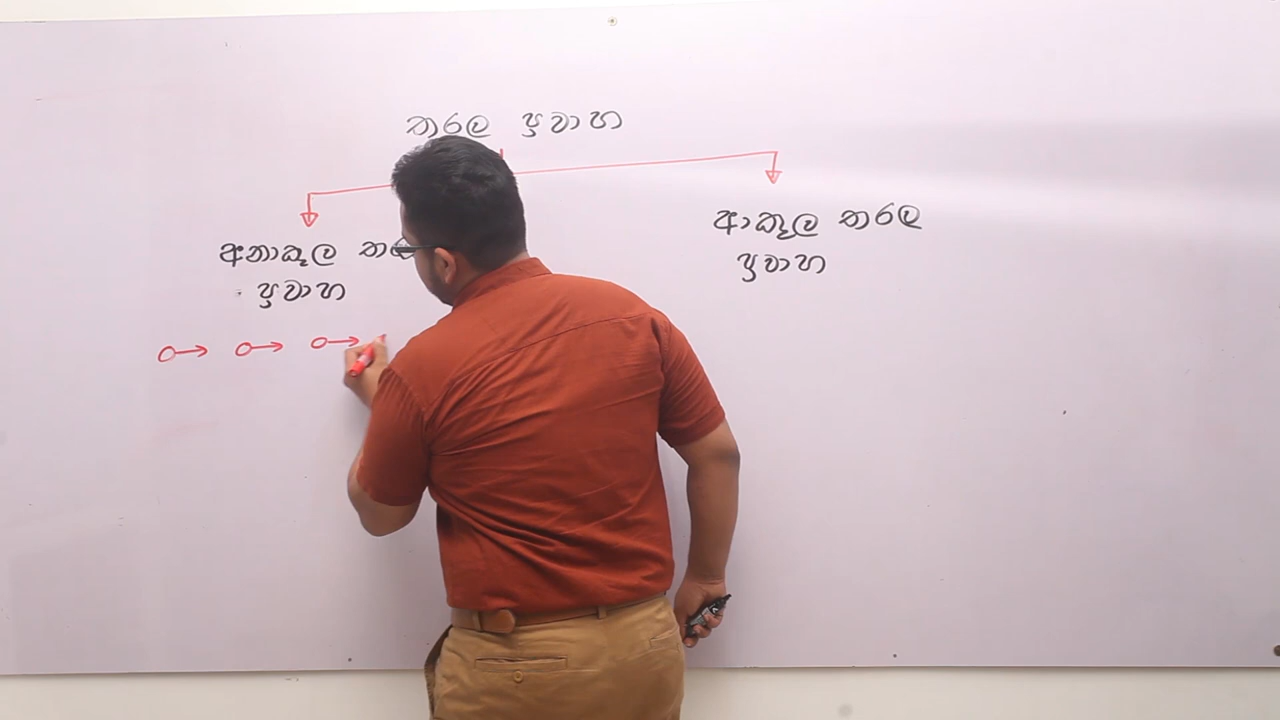 තරල ප්‍රවාහ
අනාකූල
ප්‍රවාහ
ආකූල තරල
ප්‍රවාහ